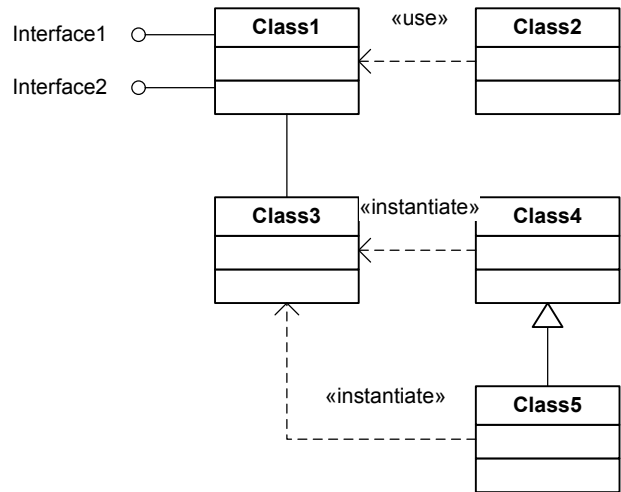 Interface1
Class1
«use»
Class2
Interface2
Class3
«instantiate»
Class4
«instantiate»
Class5